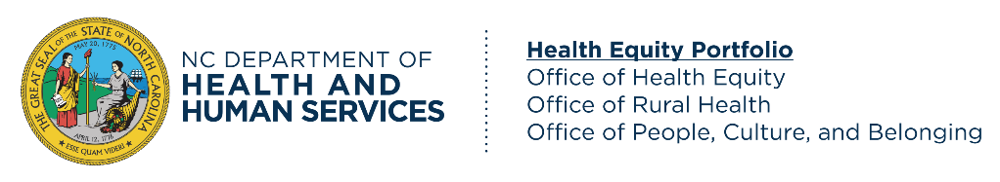 THE GREAT SEAL OF THE STATE OF NORTH CAROLINA
MAY 20, 1775
APRIL 12, 1776
★ ESSE QUAM VIDERI ★
NC DEPARTMENT OF
HEALTH AND
HUMAN SERVICES
Health Equity Portfolio
Office of Health Equity
Office of Rural Health
Office of People, Culture, and Belonging